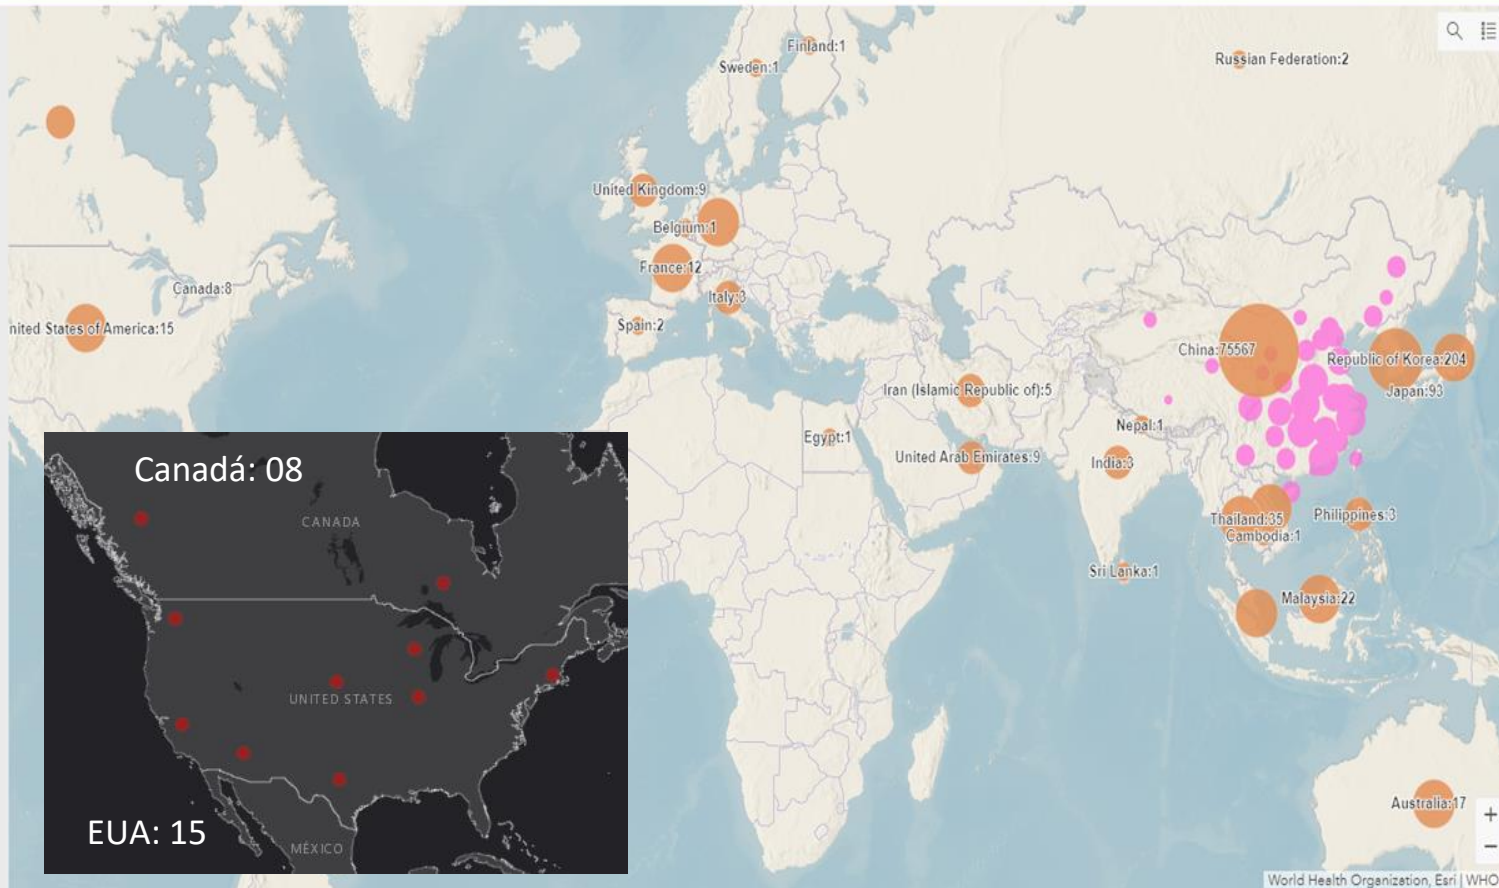 Finland:1
Sweden:1
Russian Federation:2
United Kingdom:9
Belgium:1
France:12
Canada:8
Italy:3
nited States of America:15
Spain:2
China:75567
Republic of Korea:204
Japan:93
Iran (Islamic Republic of):5
Nepal:1
Egypt:1
United Arab Emirates:9
India:3
Thailand:35
Philippines:3
Cambodia:1
Sri Lanka:1
Malaysia:22
Australia:17
Canadá: 08
CANADA
UNITED STATES
EUA: 15
MÉXICO
+
−
World Health Organization, Esri | WHO